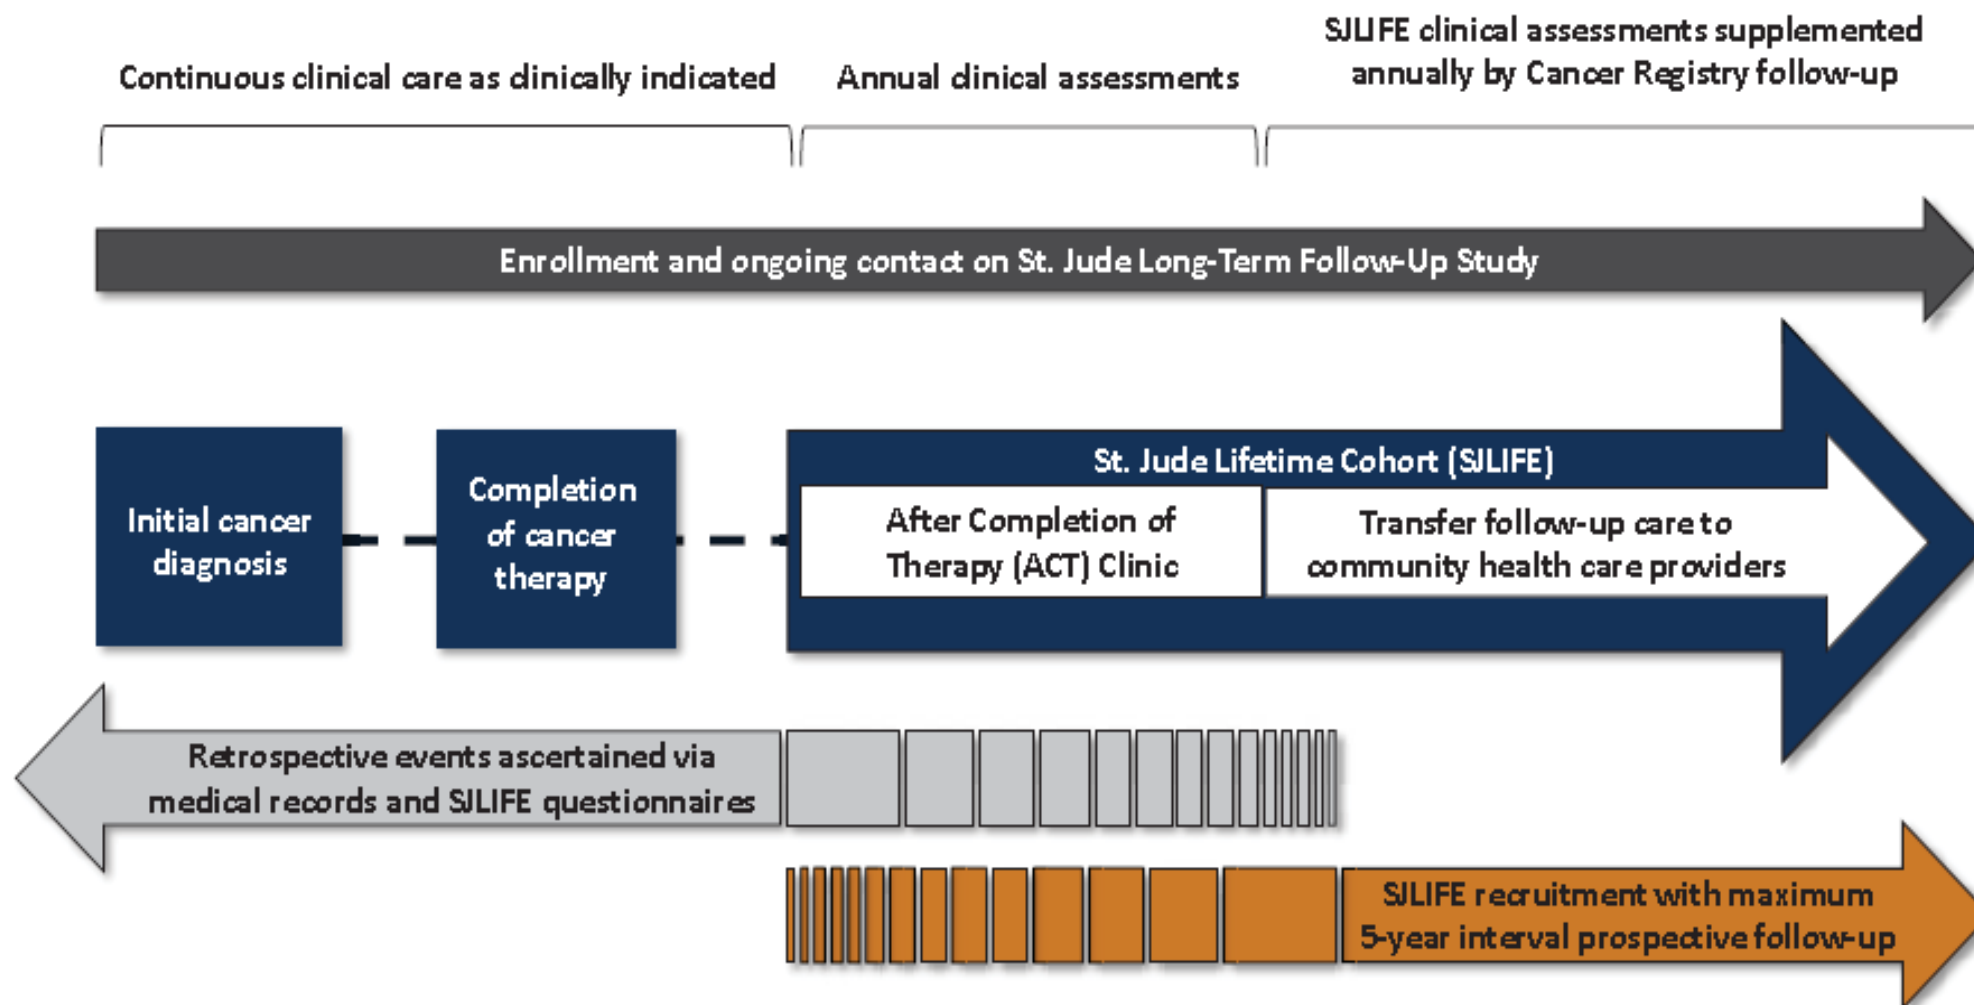 Continuous clinical care as clinically indicated
Annual clinical assessments
SJLIFE clinical assessments supplemented
annually by Cancer Registry follow-up
Enrollment and ongoing contact on St. Jude Long-Term Follow-Up Study
Initial cancer
diagnosis
Completion
of cancer
therapy
St. Jude Lifetime Cohort (SJLIFE)
After Completion of
Therapy (ACT) Clinic
Transfer follow-up care to
community health care providers
Retrospective events ascertained via
medical records and SJLIFE questionnaires
SJLIFE recruitment with maximum
5-year interval prospective follow-up